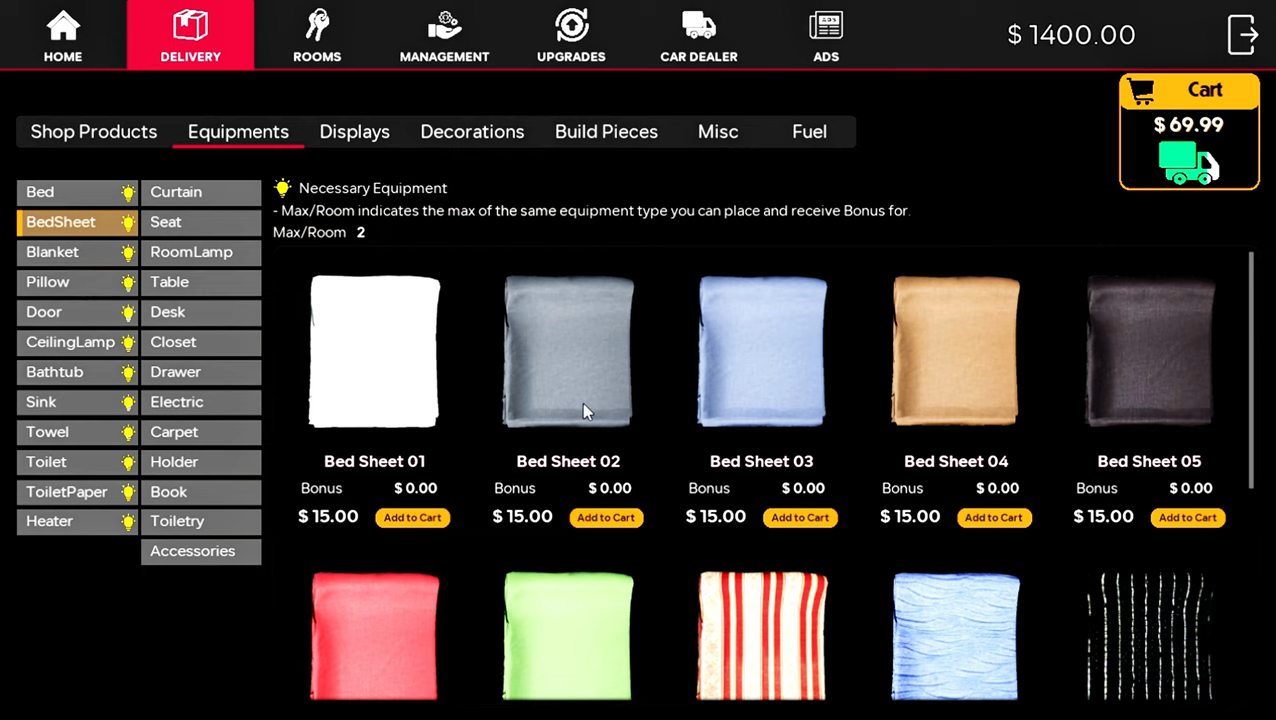 HOME DELIVERY ROOMS MANAGEMENT UPGRADES CAR DEALER ADS $ 1400.00
Cart
$ 69.99
Shop Products Equipments Displays Decorations Build Pieces Misc Fuel
Bed Curtain
BedSheet Seat
Blanket RoomLamp
Pillow Table
Door Desk
CeilingLamp Closet
Bathtub Drawer
Sink Electric
Towel Carpet
Toilet Holder
ToiletPaper Book
Heater Toiletry
Accessories
Necessary Equipment
- Max/Room indicates the max of the same equipment type you can place and receive Bonus for.
Max/Room 2
Bed Sheet 01 Bed Sheet 02 Bed Sheet 03 Bed Sheet 04 Bed Sheet 05
Bonus $ 0.00 Bonus $ 0.00 Bonus $ 0.00 Bonus $ 0.00 Bonus $ 0.00
$ 15.00 Add to Cart $ 15.00 Add to Cart $ 15.00 Add to Cart $ 15.00 Add to Cart $ 15.00 Add to Cart